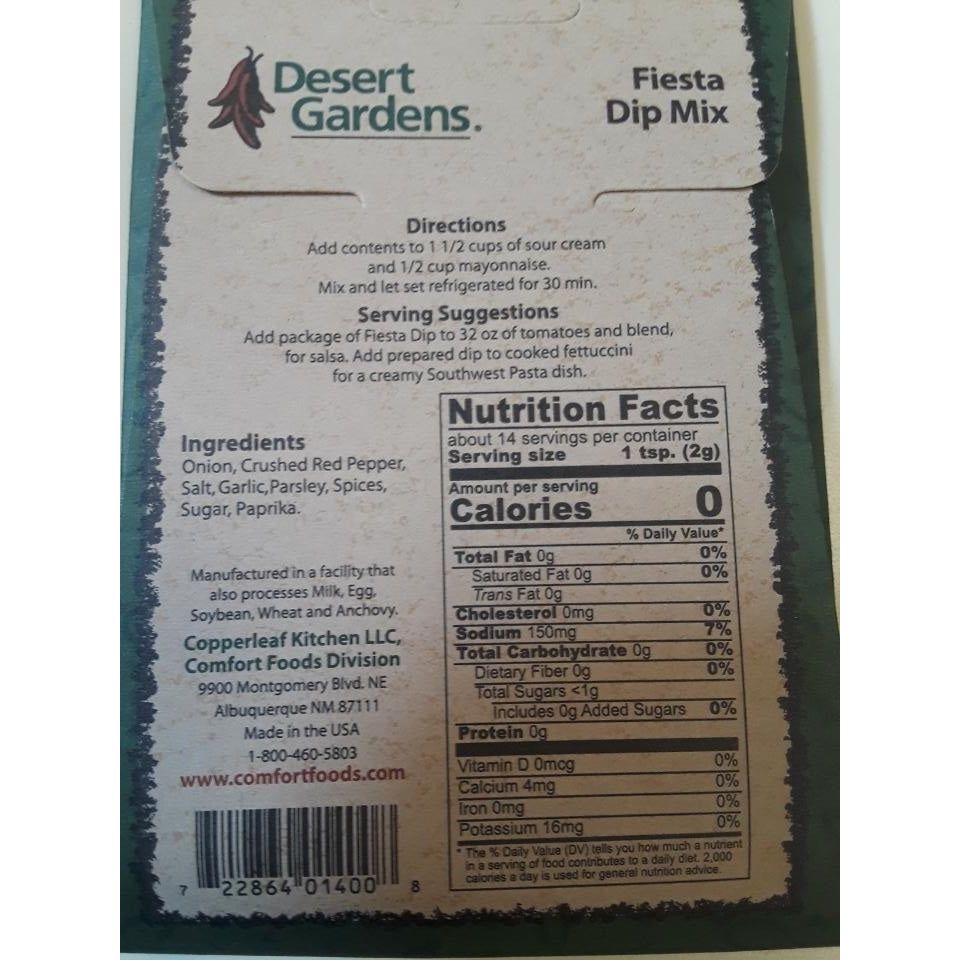 Desert
Gardens.
Fiesta
Dip Mix
Directions
Add contents to 1 1/2 cups of sour cream
and 1/2 cup mayonnaise.
Mix and let set refrigerated for 30 min.
Serving Suggestions
Add package of Fiesta Dip to 32 oz of tomatoes and blend,
for salsa. Add prepared dip to cooked fettuccini
for a creamy Southwest Pasta dish.
Ingredients
Onion, Crushed Red Pepper,
Salt, Garlic,Parsley, Spices,
Sugar, Paprika.
Manufactured in a facility that
also processes Milk, Egg,
Soybean, Wheat and Anchovy.
Copperleaf Kitchen LLC,
Comfort Foods Division
9900 Montgomery Blvd. NE
Albuquerque NM 87111
Made in the USA
1-800-460-5803
www.comfortfoods.com
7 22864 01400 8
Nutrition Facts
about 14 servings per container
Serving size 1 tsp. (2g)
Amount per serving
Calories 0
% Daily Value*
Total Fat 0g 0%
Saturated Fat 0g 0%
Trans Fat 0g
Cholesterol 0mg 0%
Sodium 150mg 7%
Total Carbohydrate 0g 0%
Dietary Fiber 0g 0%
Total Sugars <1g
Includes 0g Added Sugars 0%
Protein 0g
Vitamin D 0mcg 0%
Calcium 4mg 0%
Iron 0mg 0%
Potassium 16mg 0%
* The % Daily Value (DV) tells you how much a nutrient
in a serving of food contributes to a daily diet. 2,000
calories a day is used for general nutrition advice.